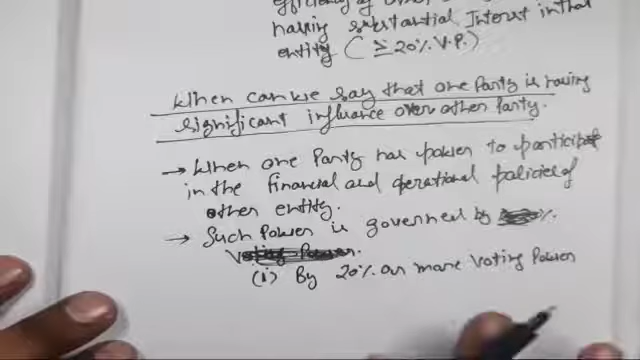 having substantial Interest in that
entity ( ≥ 20% V.P.)
When can we say that one Party is having
significant influence over other Party.
→ When one Party has power to participat
in the financial and operational policies of
other entity.
→ Such Power is governed by
(i) By 20% or more Voting Power